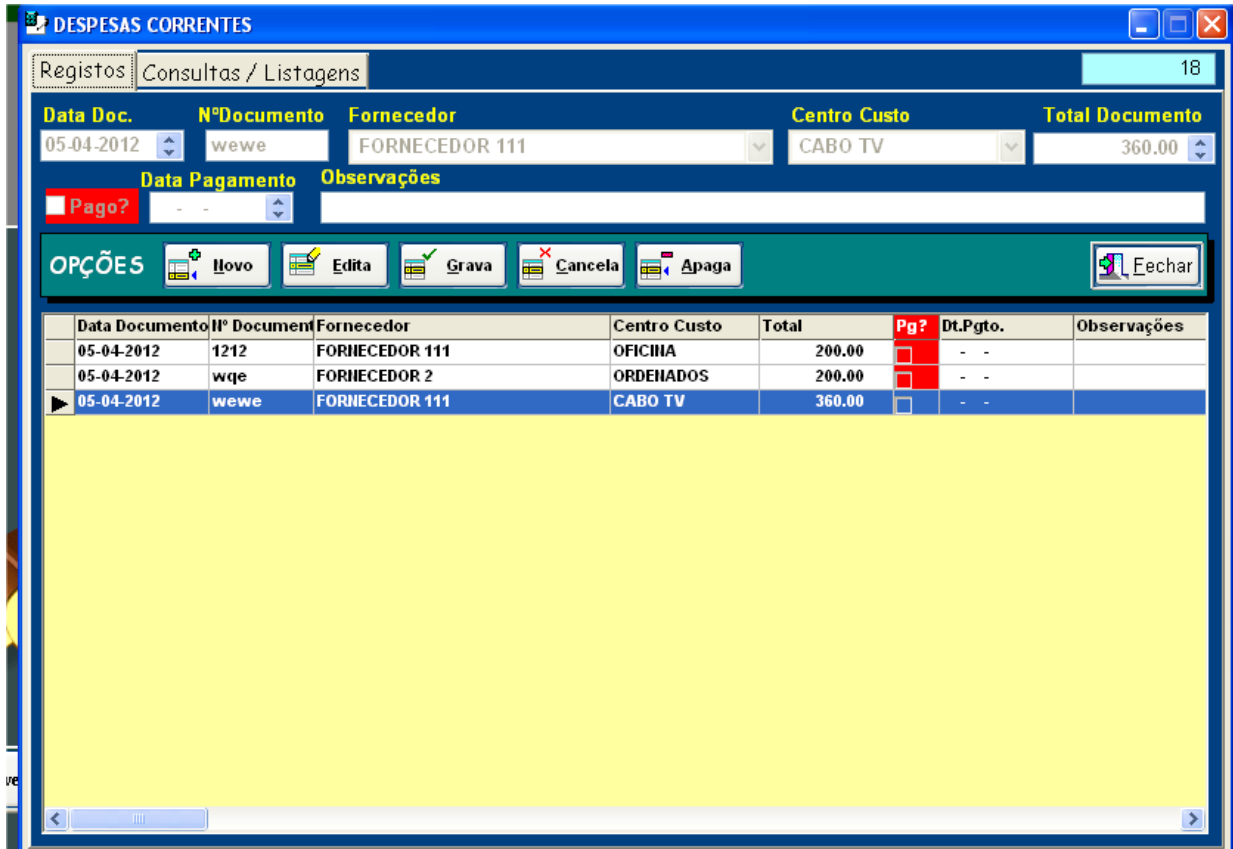 DESPESAS CORRENTES
Registos Consultas / Listagens 18
Data Doc. NºDocumento Fornecedor Centro Custo Total Documento
05-04-2012 wewe FORNECEDOR 111 CABO TV 360.00
Data Pagamento Observações
Pago? - -
OPÇÕES Novo Edita Grava Cancela Apaga Fechar
Data Documento Nº Document Fornecedor Centro Custo Total Pg? Dt.Pgto. Observações
05-04-2012 1212 FORNECEDOR 111 OFICINA 200.00 - -
05-04-2012 wqe FORNECEDOR 2 ORDENADOS 200.00 - -
05-04-2012 wewe FORNECEDOR 111 CABO TV 360.00 - -